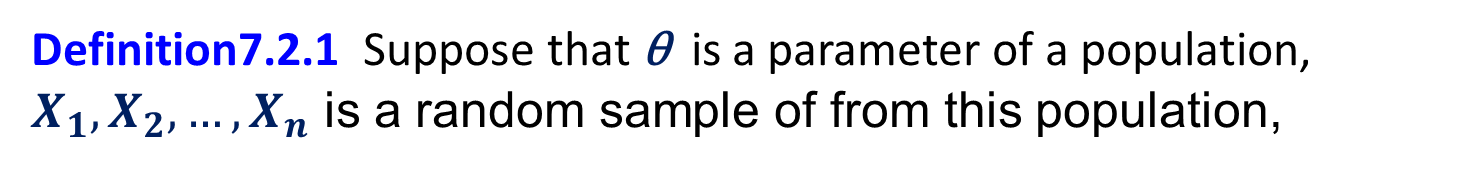 Definition7.2.1 Suppose that θ is a parameter of a population,
X₁, X₂, … , Xₙ is a random sample of from this population,